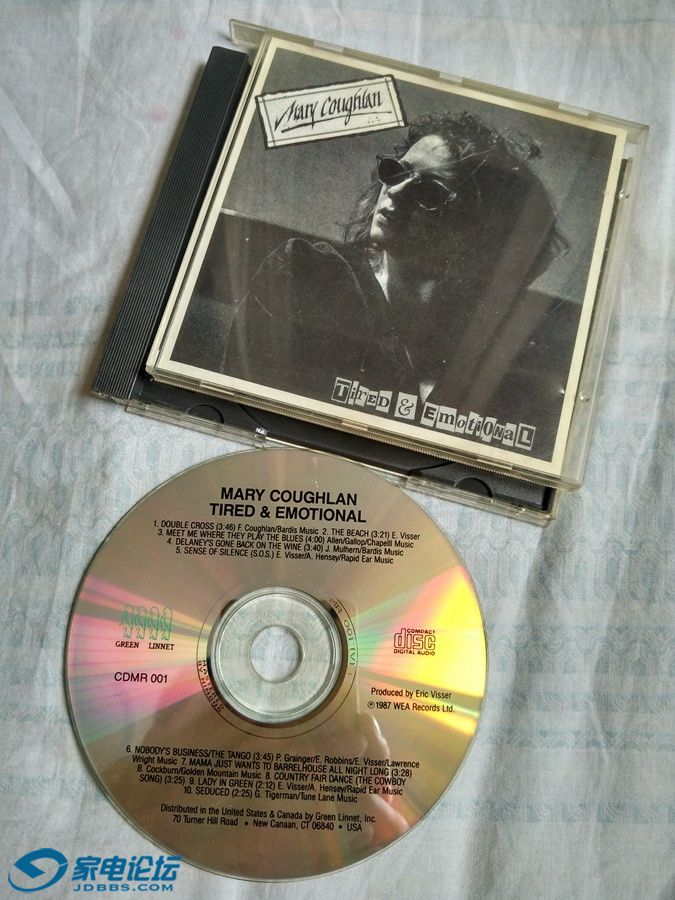 Mary Coughlan
TiRED & EmotiONaL
MARY COUGHLAN
TIRED & EMOTIONAL
1. DOUBLE CROSS (3:46) F. Coughlan/Bardis Music 2. THE BEACH (3:21) E. Visser
3. MEET ME WHERE THEY PLAY THE BLUES (4:00) Allen/Gallop/Chapelll Music
4. DELANEY'S GONE BACK ON THE WINE (3:40) J. Mulhern/Bardis Music
5. SENSE OF SILENCE (S.O.S.) E. Visser/A. Hensey/Rapid Ear Music
GREEN LINNET
CDMR 001
COMPACT
disc
DIGITAL AUDIO
Produced by Eric Visser
℗1987 WEA Records Ltd.
6. NOBODY'S BUSINESS/THE TANGO (3:45) P. Grainger/E. Robbins/E. Visser/Lawrence
Wright Music 7. MAMA JUST WANTS TO BARRELHOUSE ALL NIGHT LONG (3:28)
B. Cockburn/Golden Mountain Music 8. COUNTRY FAIR DANCE (THE COWBOY
SONG) (3:25) 9. LADY IN GREEN (2:12) E. Visser/A. Hensey/Rapid Ear Music
10. SEDUCED (2:25) G. Tigerman/Tune Lane Music
Distributed in the United States & Canada by Green Linnet, Inc.
70 Turner Hill Road • New Canaan, CT 06840 • USA
家电论坛
JDBBS.COM